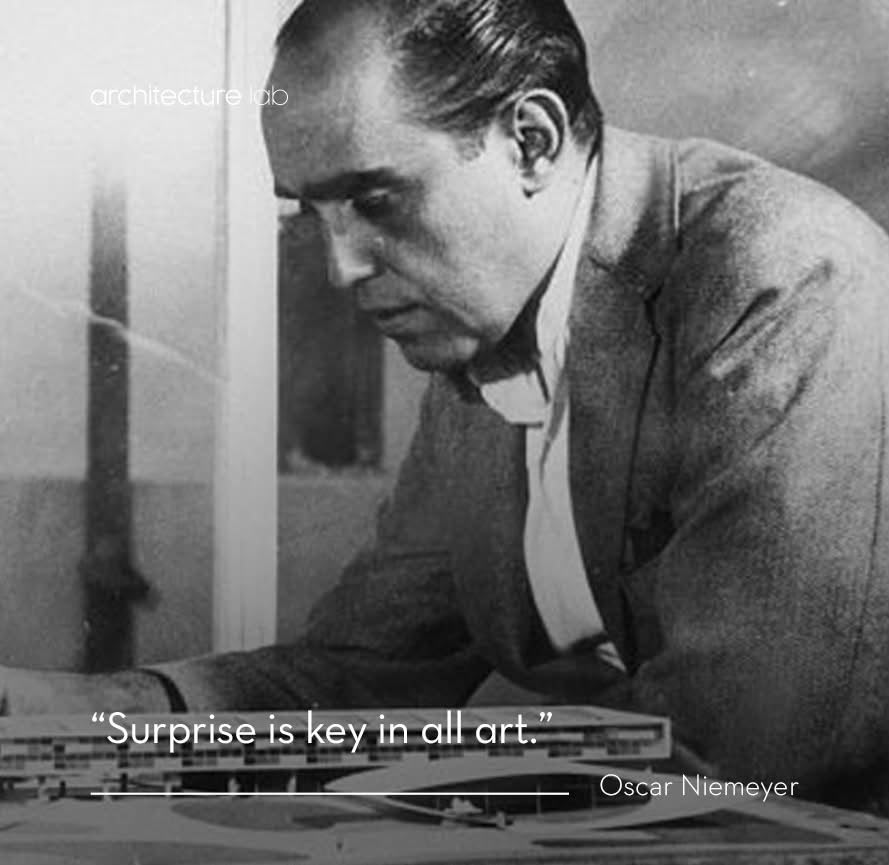 architecture lab
“Surprise is key in all art.”
Oscar Niemeyer